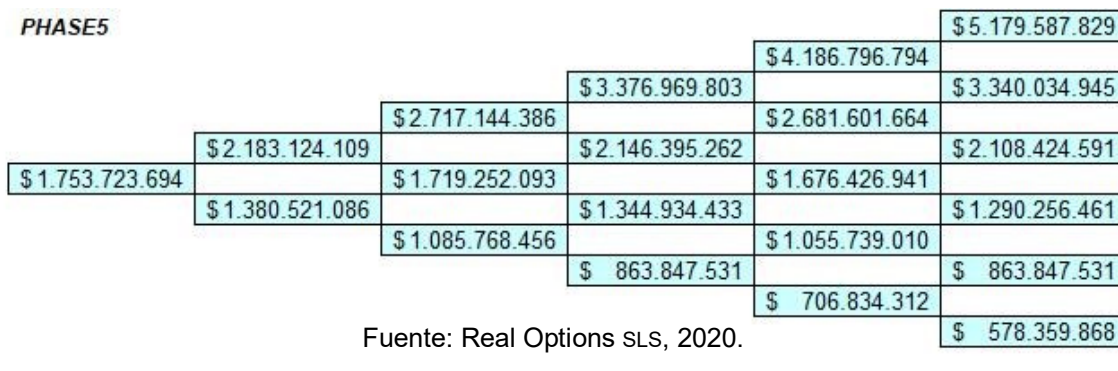 PHASE5
$5.179.587.829
$4.186.796.794
$3.376.969.803 $3.340.034.945
$2.717.144.386 $2.681.601.664
$2.183.124.109 $2.146.395.262 $2.108.424.591
$1.753.723.694 $1.719.252.093 $1.676.426.941
$1.380.521.086 $1.344.934.433 $1.290.256.461
$1.085.768.456 $1.055.739.010
$ 863.847.531 $ 863.847.531
$ 706.834.312
$ 578.359.868
Fuente: Real Options SLS, 2020.